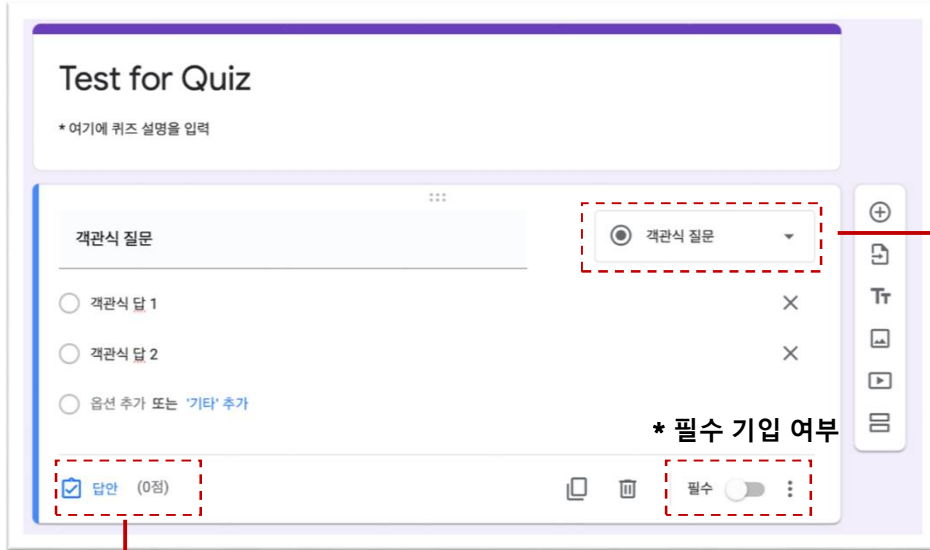 Test for Quiz
* 여기에 퀴즈 설명을 입력
객관식 질문
객관식 질문
객관식 답 1
객관식 답 2
옵션 추가 또는 '기타' 추가
* 필수 기입 여부
답안 (0점)
필수
Tт